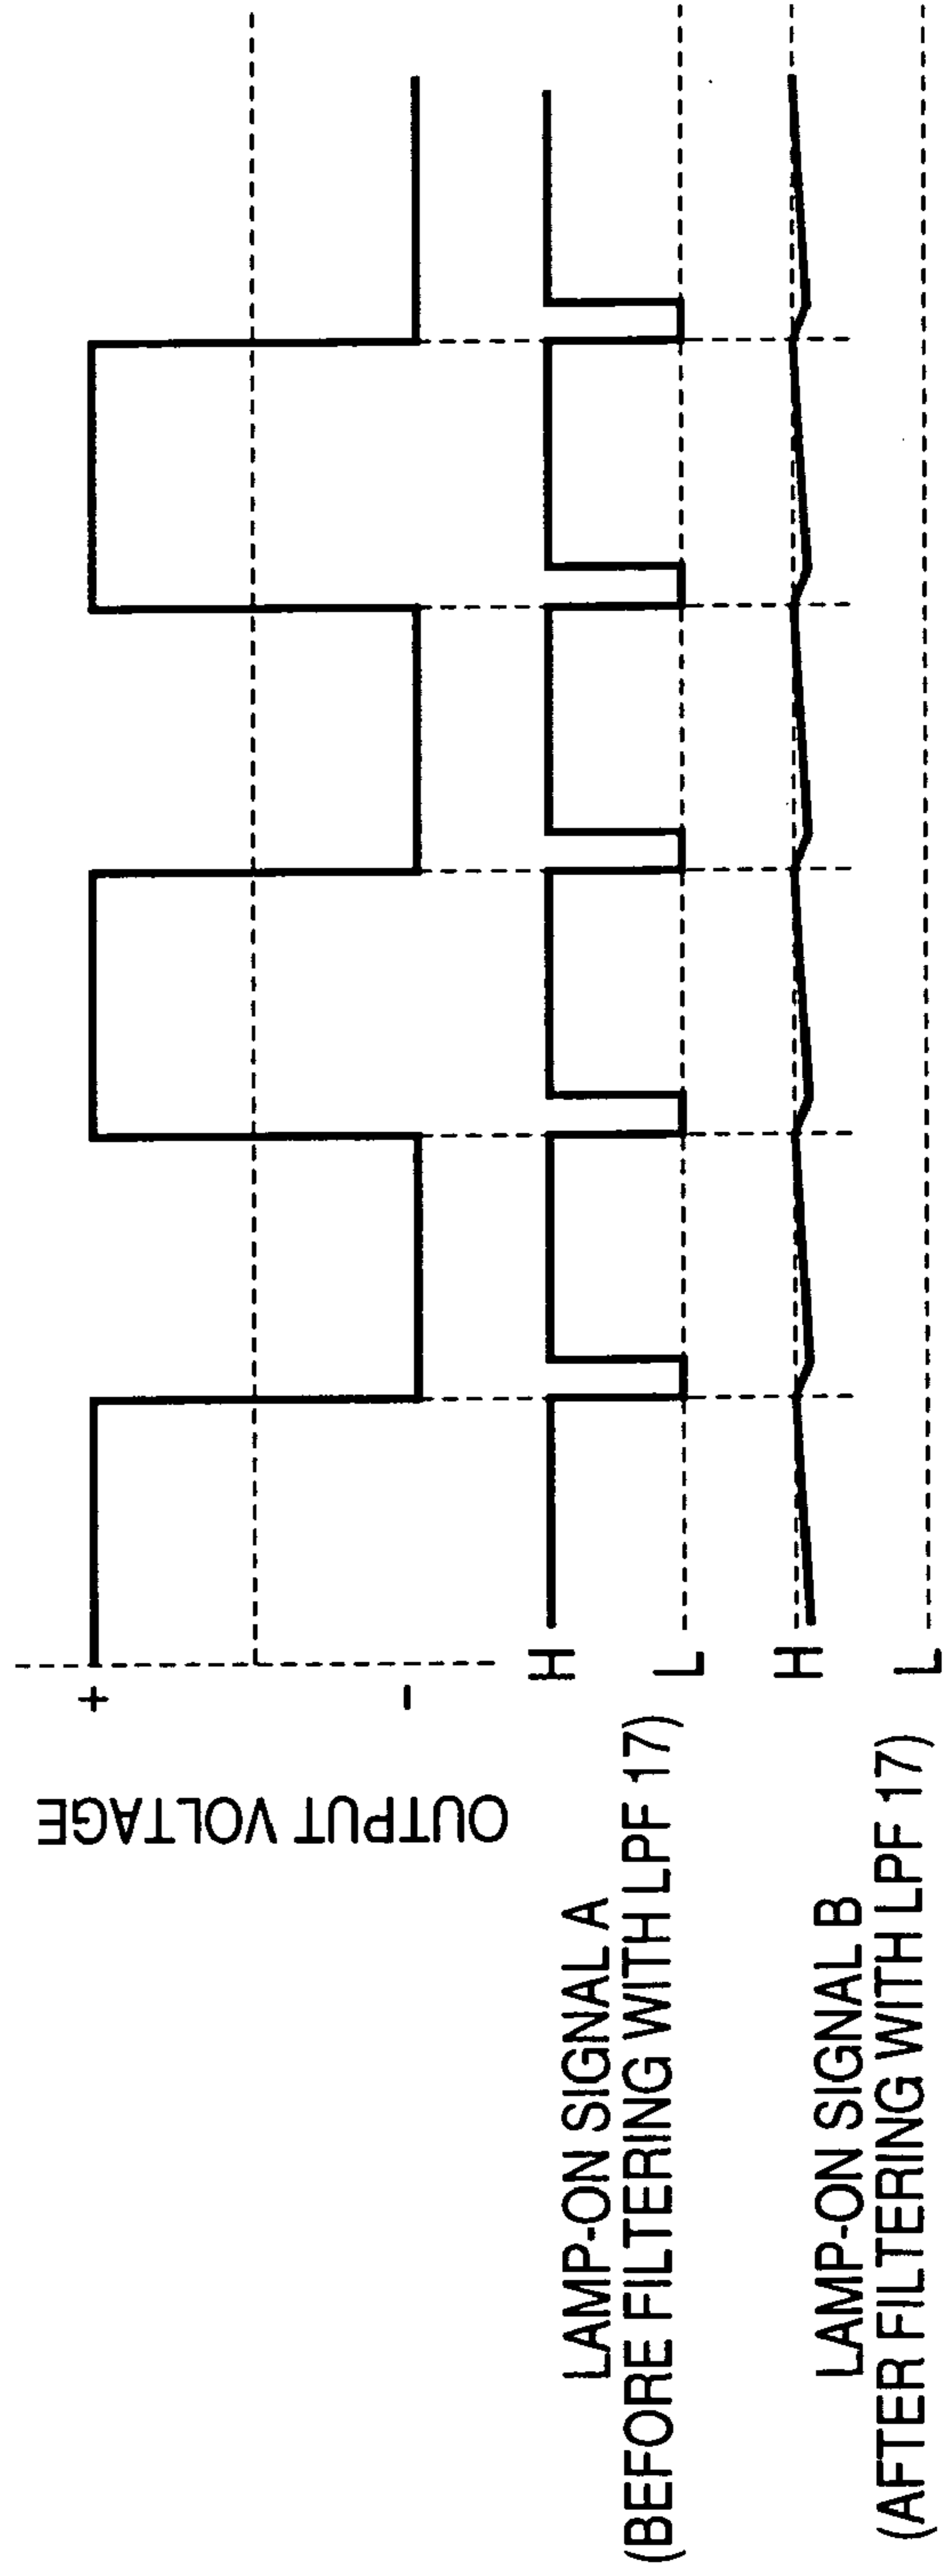 OUTPUT VOLTAGE
+
-
LAMP-ON SIGNAL A
(BEFORE FILTERING WITH LPF 17)
H
L
LAMP-ON SIGNAL B
(AFTER FILTERING WITH LPF 17)
H
L